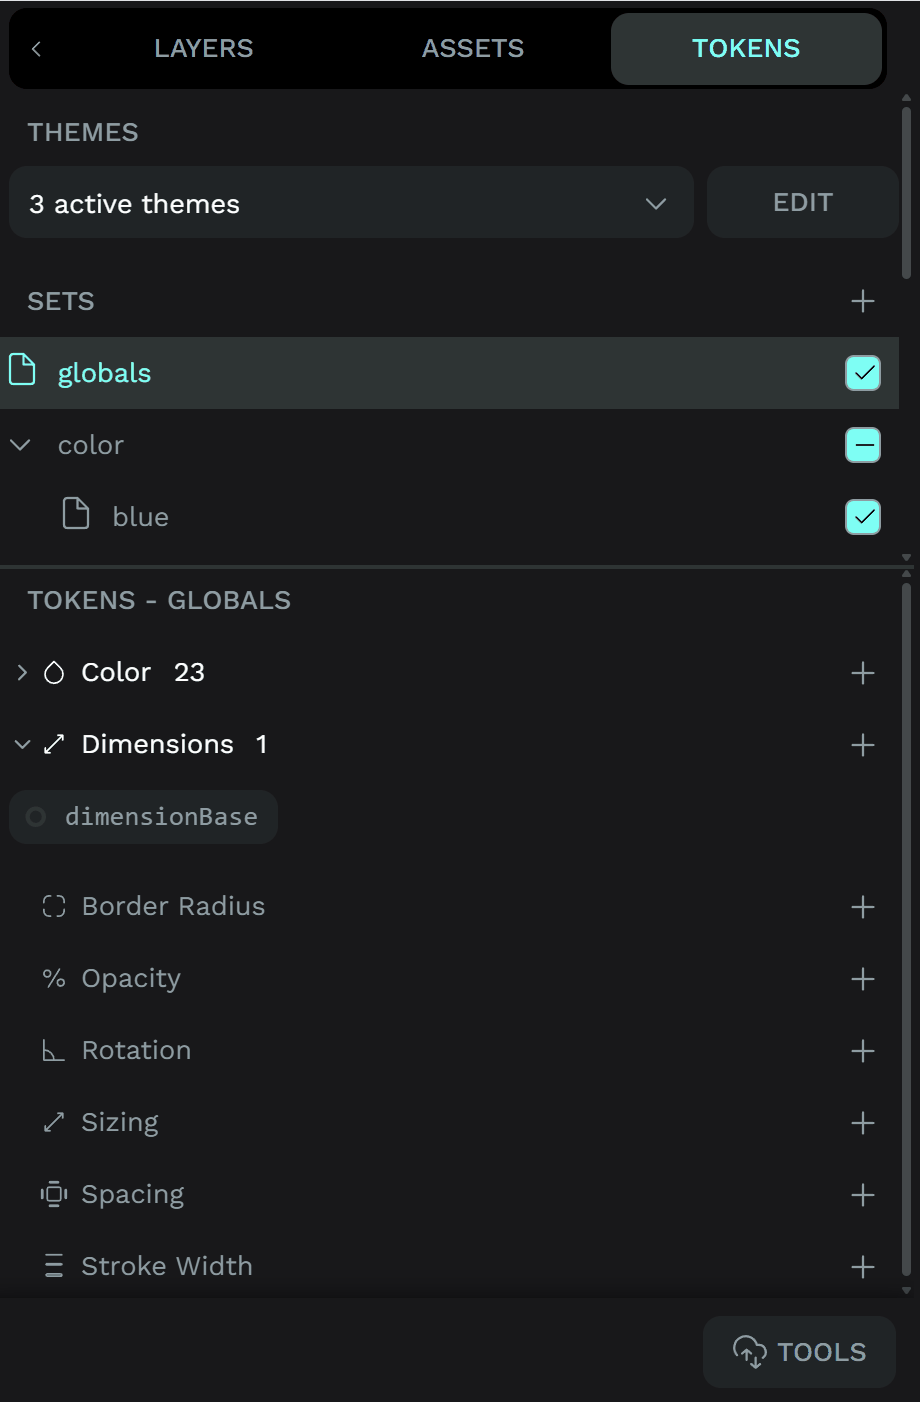 LAYERS ASSETS TOKENS
THEMES
3 active themes EDIT
SETS
globals
color
blue
TOKENS - GLOBALS
Color 23
Dimensions 1
dimensionBase
Border Radius
Opacity
Rotation
Sizing
Spacing
Stroke Width
TOOLS